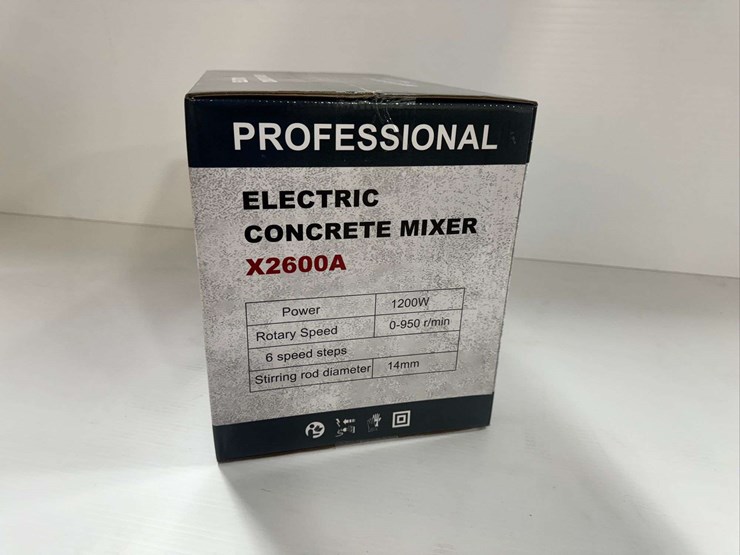 PROFESSIONAL
ELECTRIC
CONCRETE MIXER
X2600A
Power 1200W
Rotary Speed 0-950 r/min
6 speed steps
Stirring rod diameter 14mm